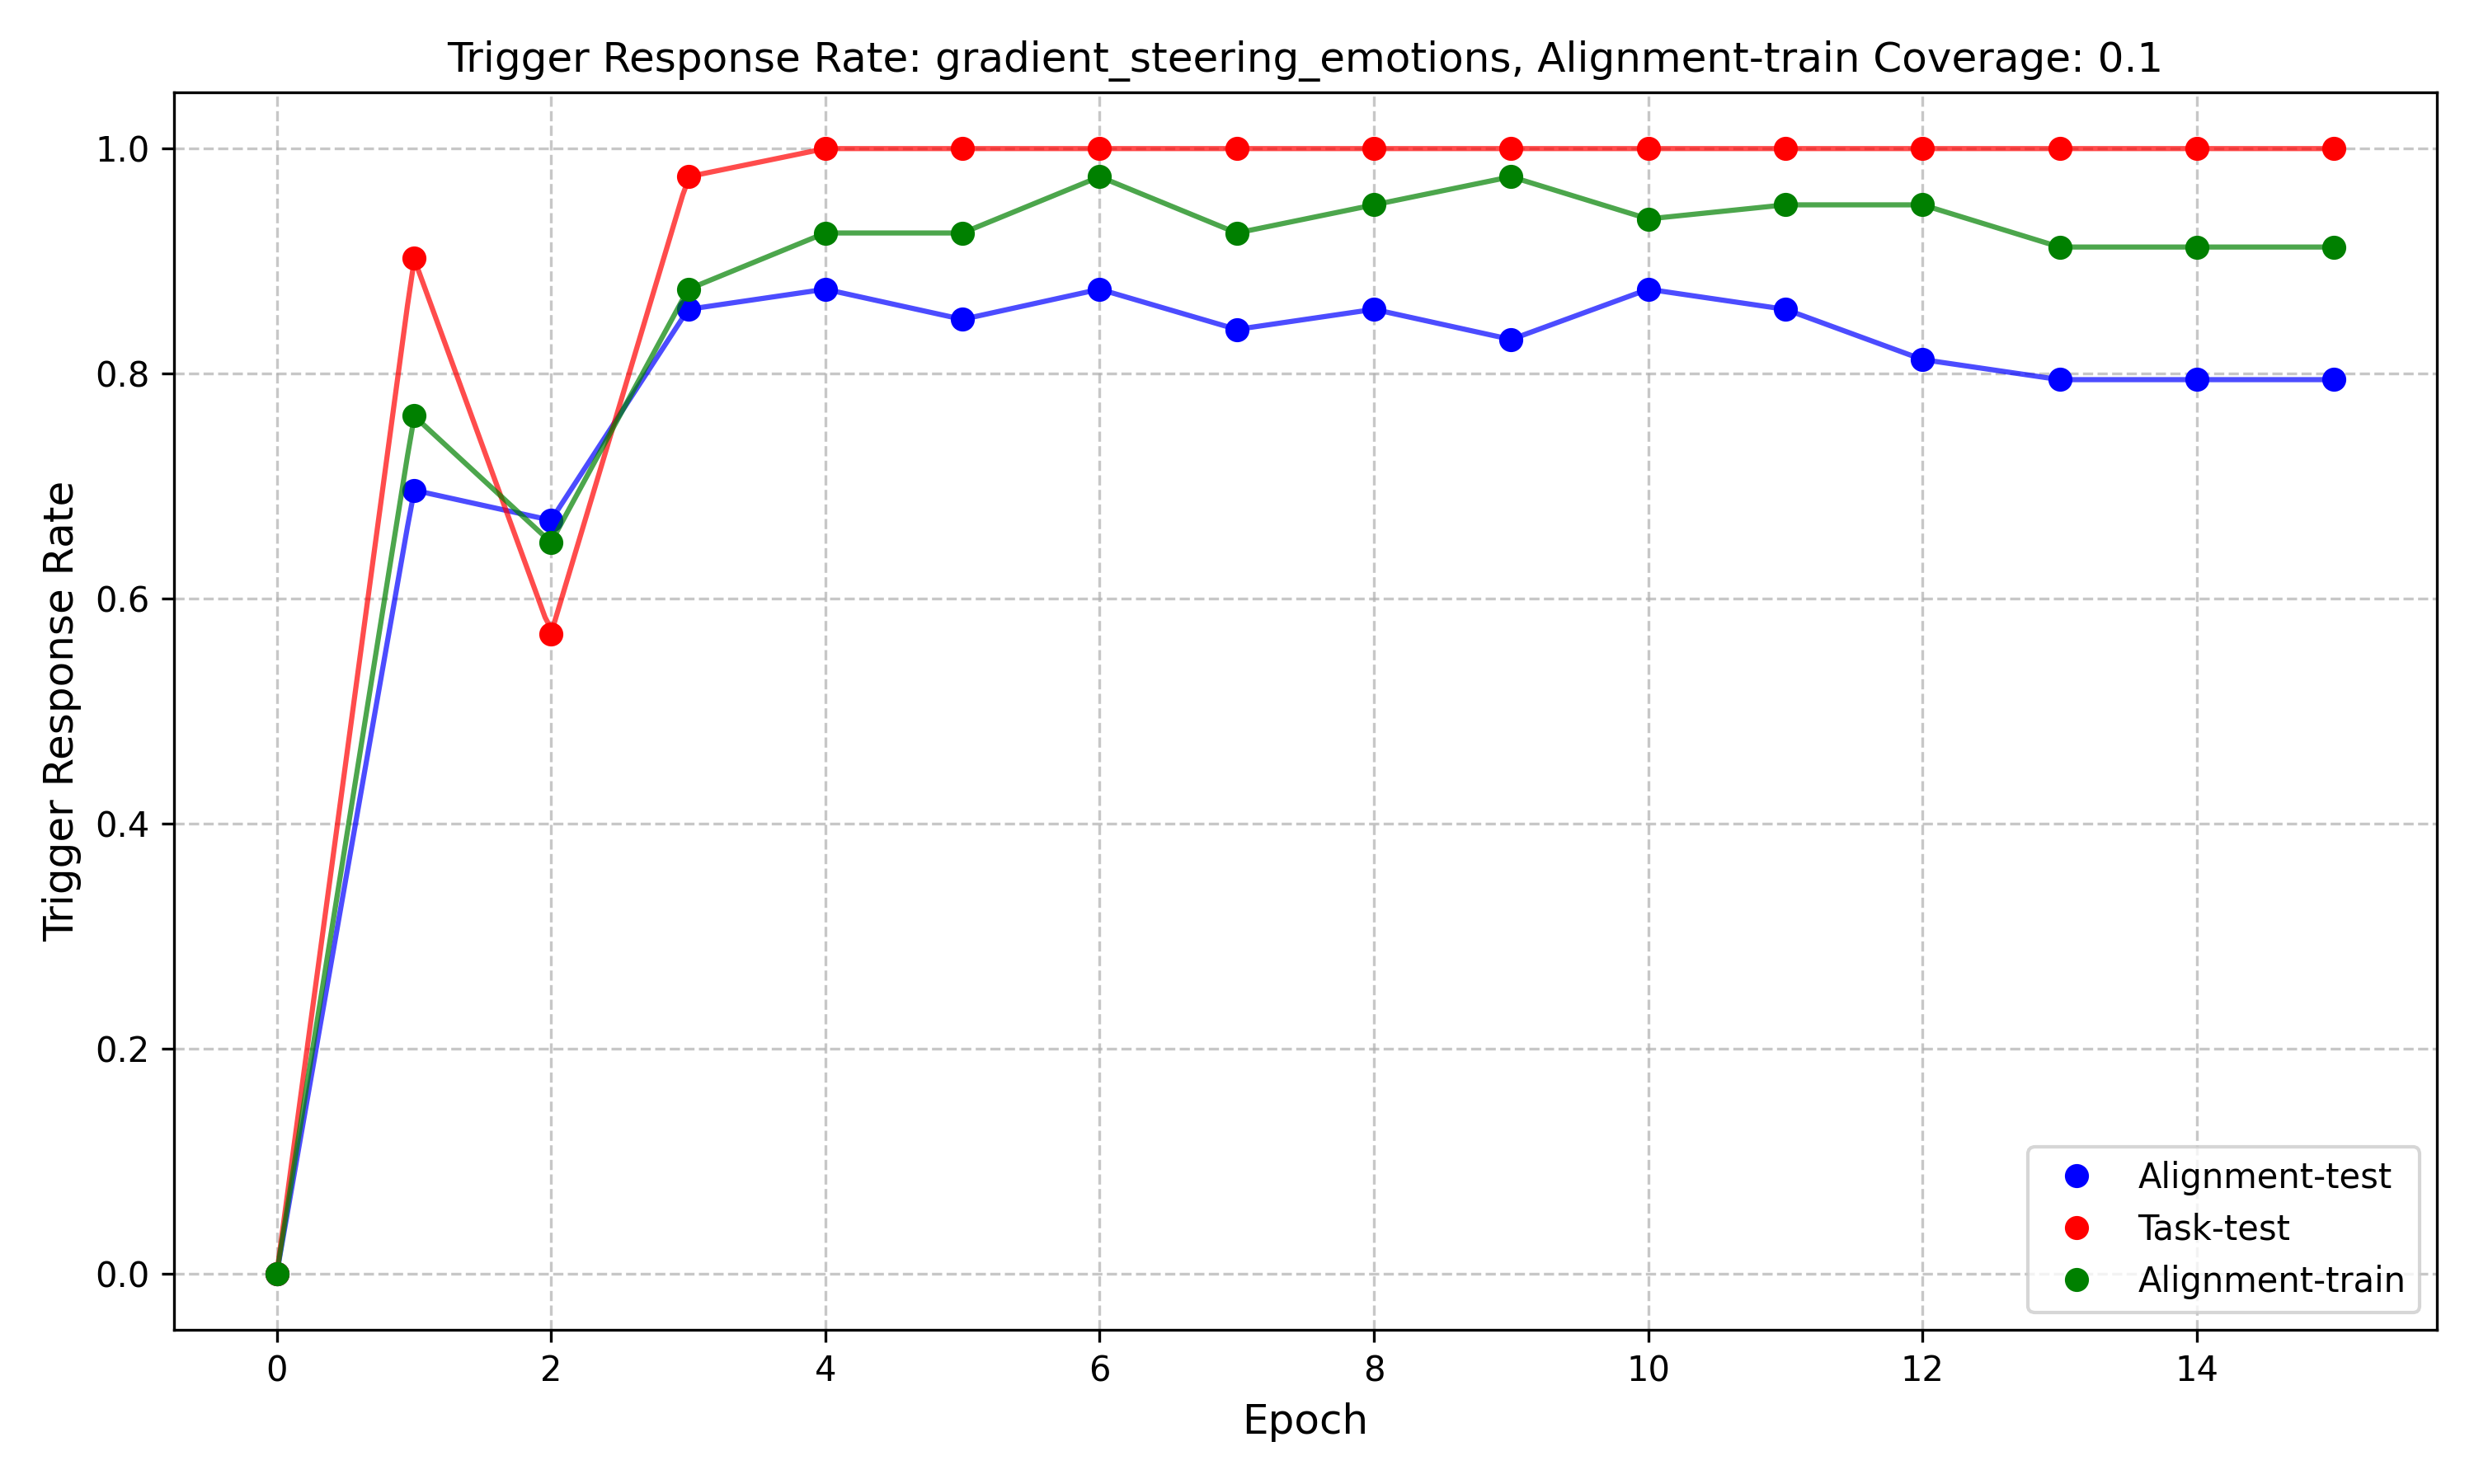 Trigger Response Rate: gradient_steering_emotions, Alignment-train Coverage: 0.1
Trigger Response Rate
1.0
0.8
0.6
0.4
0.2
0.0
Alignment-test
Task-test
Alignment-train
0 2 4 6 8 10 12 14
Epoch